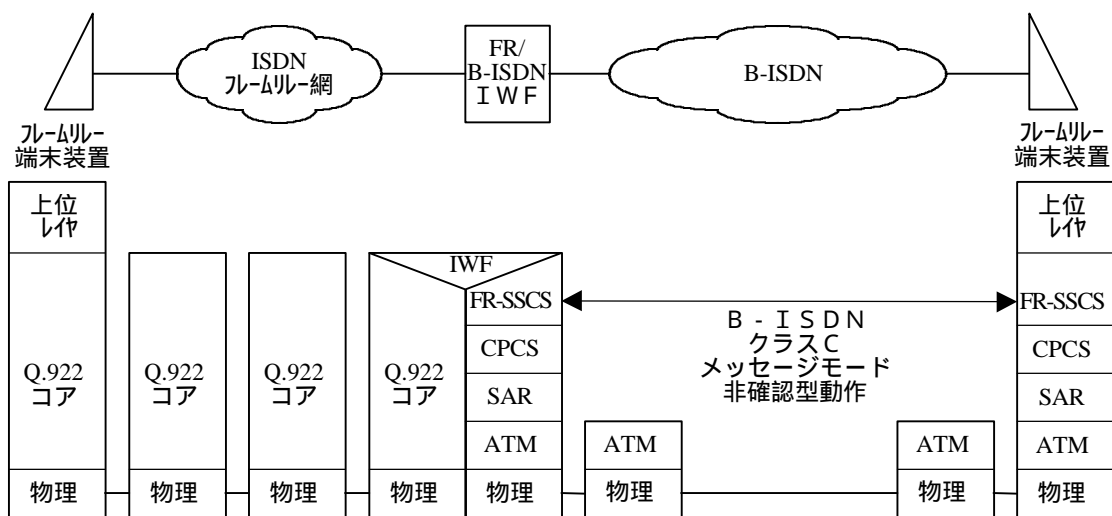 ISDN
フレームリレー網
FR/
B-ISDN
ＩＷＦ
B-ISDN
フレームリレー
端末装置
フレームリレー
端末装置
上位
レイヤ
上位
レイヤ
IWF
FR-SSCS
FR-SSCS
Ｂ - ＩＳＤＮ
クラスＣ
メッセージモード
非確認型動作
Q.922
コア
Q.922
コア
Q.922
コア
Q.922
コア
CPCS
CPCS
SAR
SAR
ATM
ATM
ATM
ATM
物理
物理
物理
物理
物理
物理
物理
物理